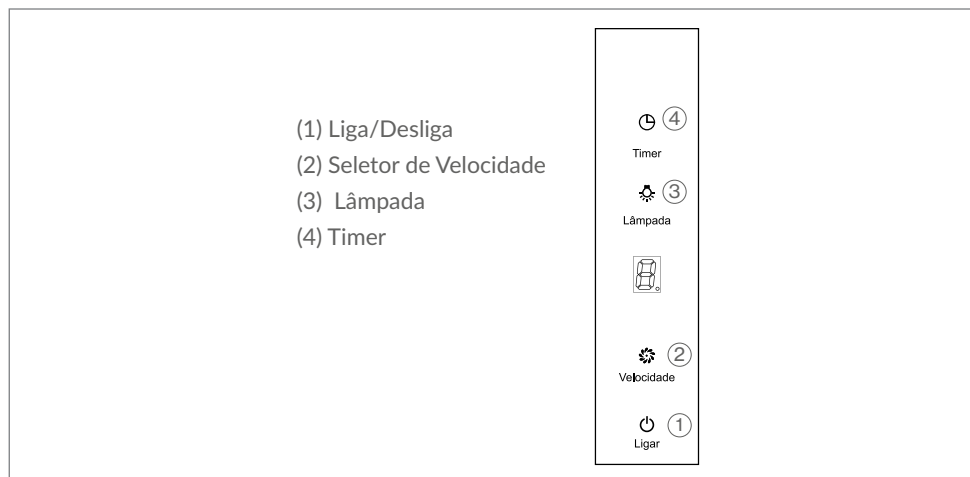 (1) Liga/Desliga
(2) Seletor de Velocidade
(3) Lâmpada
(4) Timer
4
Timer
3
Lâmpada
8.
2
Velocidade
1
Ligar